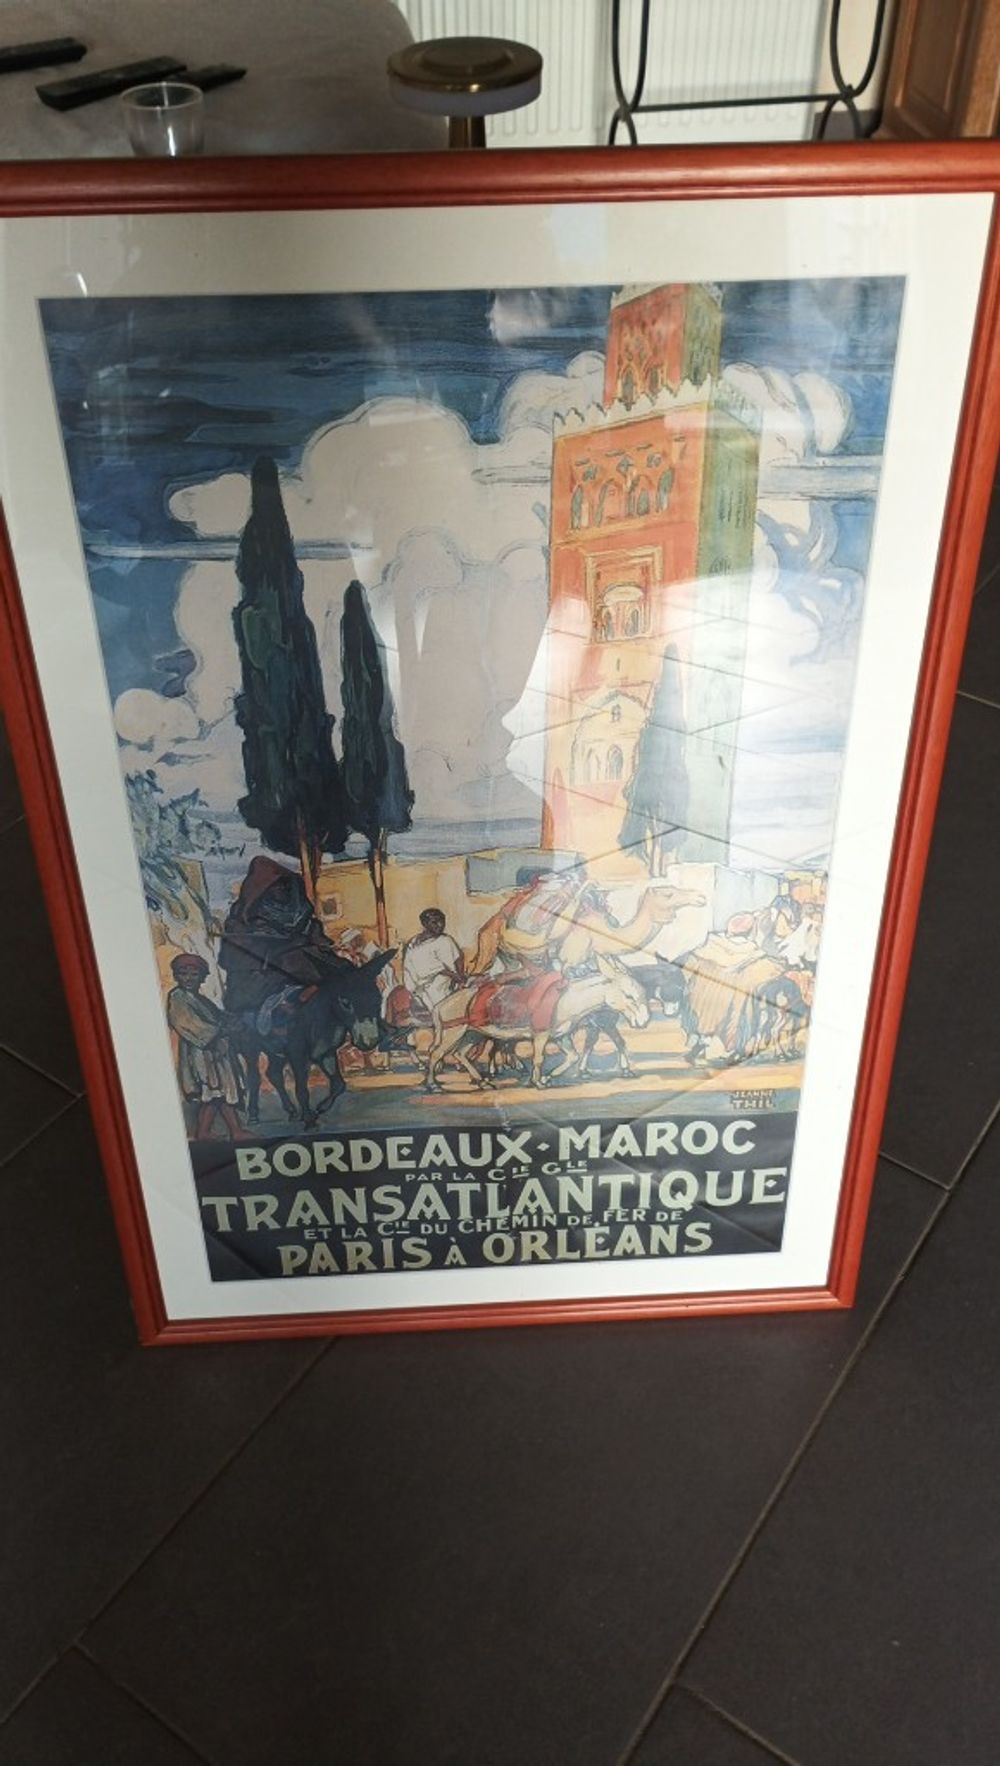 JEANNE
THIL
BORDEAUX·MAROC
PAR LA CIE GLE
TRANSATLANTIQUE
ET LA CIE DU CHEMIN DE FER DE
PARIS À ORLÉANS